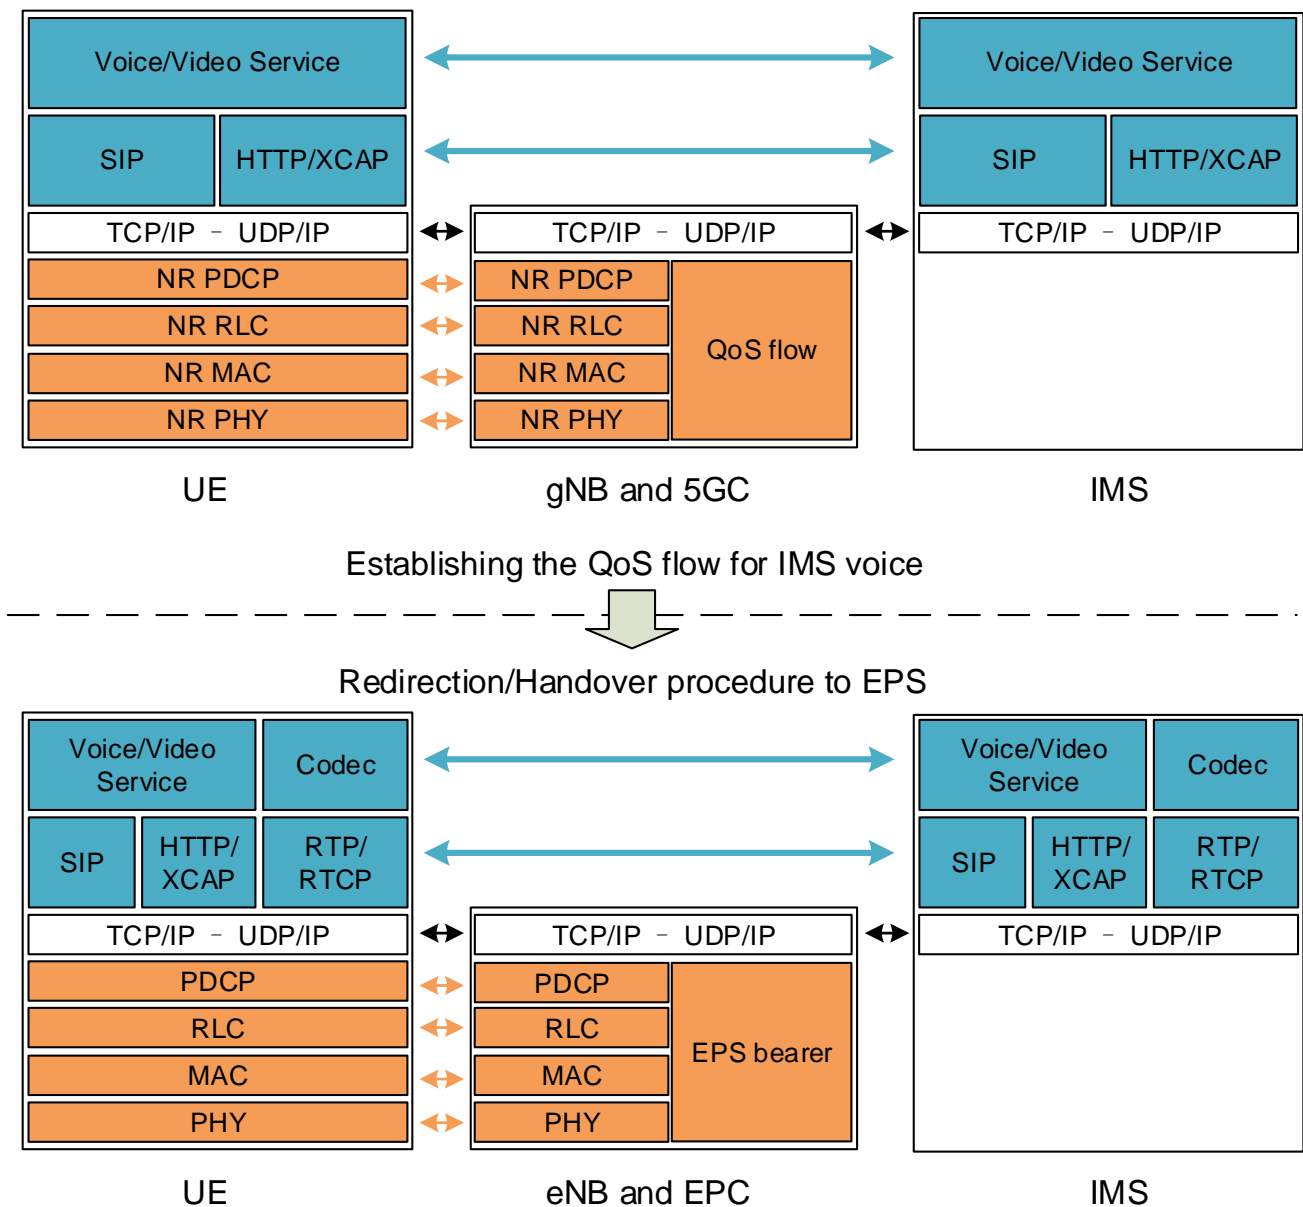 Voice/Video Service
Voice/Video Service
SIP
HTTP/XCAP
SIP
HTTP/XCAP
TCP/IP – UDP/IP
TCP/IP – UDP/IP
TCP/IP – UDP/IP
NR PDCP
NR PDCP
NR RLC
NR RLC
QoS flow
NR MAC
NR MAC
NR PHY
NR PHY
UE
gNB and 5GC
IMS
Establishing the QoS flow for IMS voice
Redirection/Handover procedure to EPS
Voice/Video
Service
Codec
Voice/Video
Service
Codec
SIP
HTTP/
XCAP
RTP/
RTCP
SIP
HTTP/
XCAP
RTP/
RTCP
TCP/IP – UDP/IP
TCP/IP – UDP/IP
TCP/IP – UDP/IP
PDCP
PDCP
RLC
RLC
EPS bearer
MAC
MAC
PHY
PHY
UE
eNB and EPC
IMS